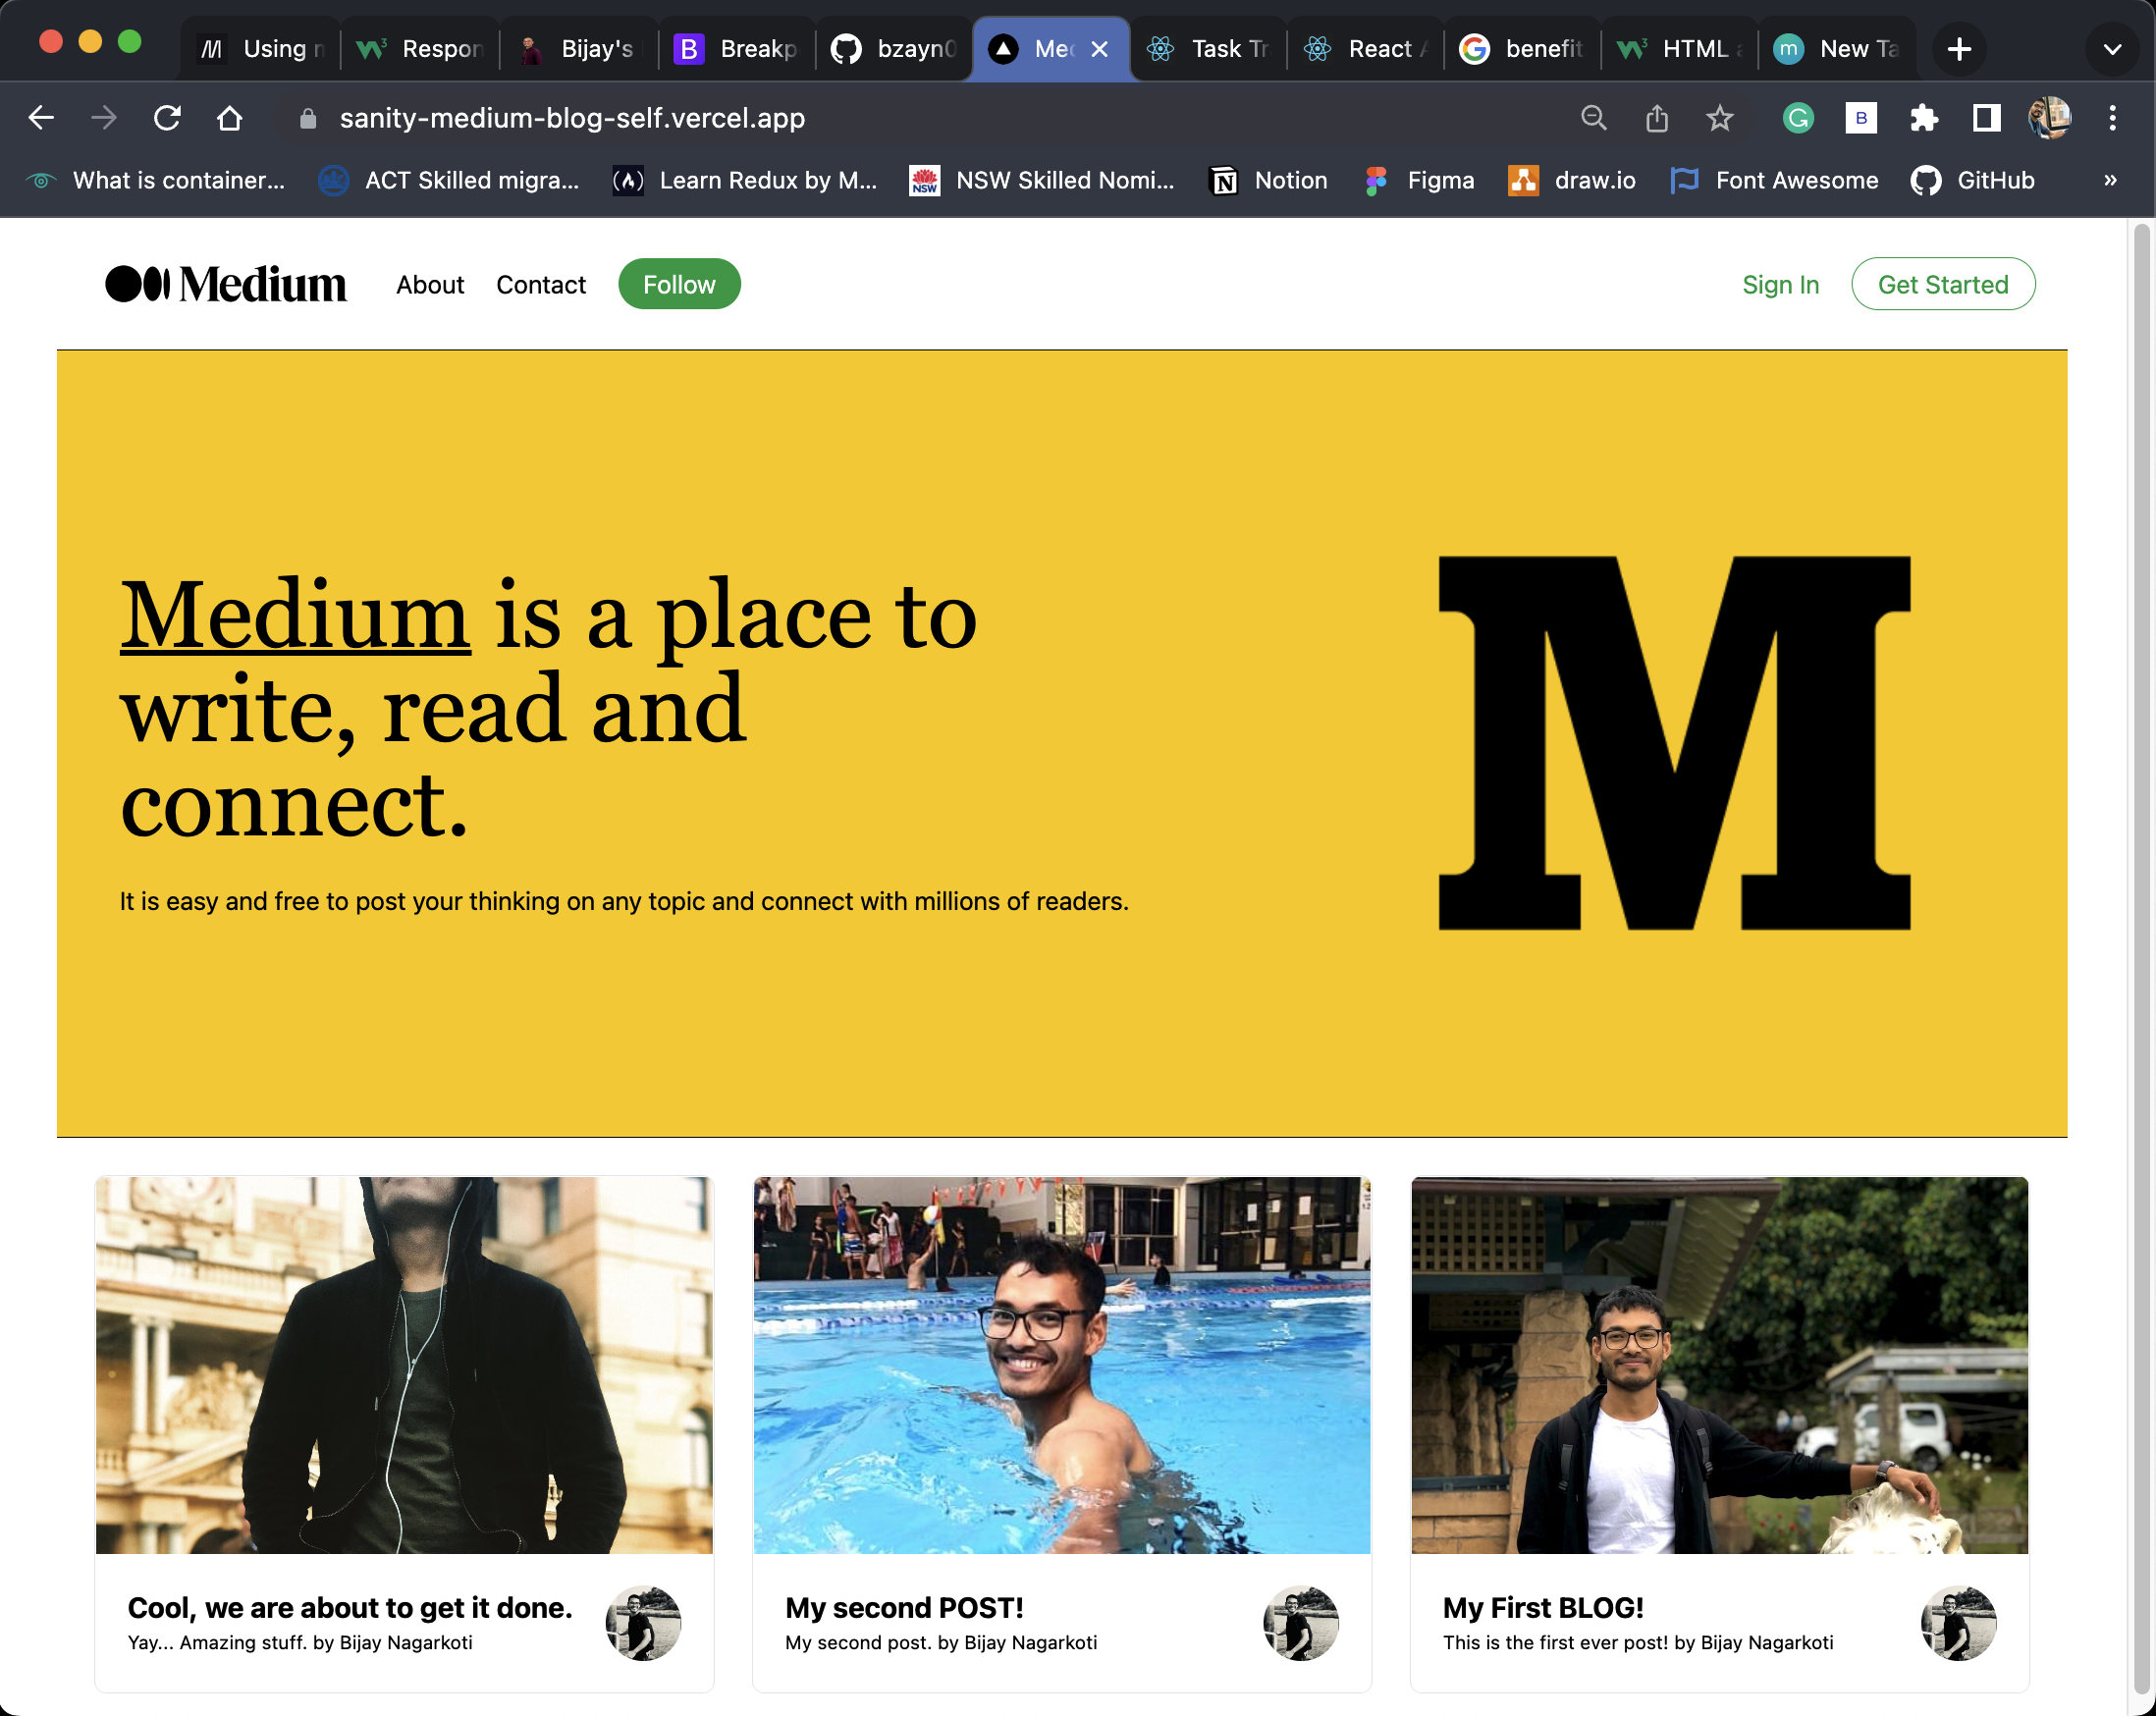 Using
Respon
Bijay's
B Breakp
bzayn0
Med
Task Tr
React
G benefit
HTML
m New Ta
sanity-medium-blog-self.vercel.app
G
B
What is container...
ACT Skilled migra...
Learn Redux by M...
NSW NSW Skilled Nomi...
N Notion
Figma
draw.io
Font Awesome
GitHub
»
Medium
About
Contact
Follow
Sign In
Get Started
Medium is a place to
write, read and
connect.
It is easy and free to post your thinking on any topic and connect with millions of readers.
M
Cool, we are about to get it done.
Yay... Amazing stuff. by Bijay Nagarkoti
My second POST!
My second post. by Bijay Nagarkoti
My First BLOG!
This is the first ever post! by Bijay Nagarkoti